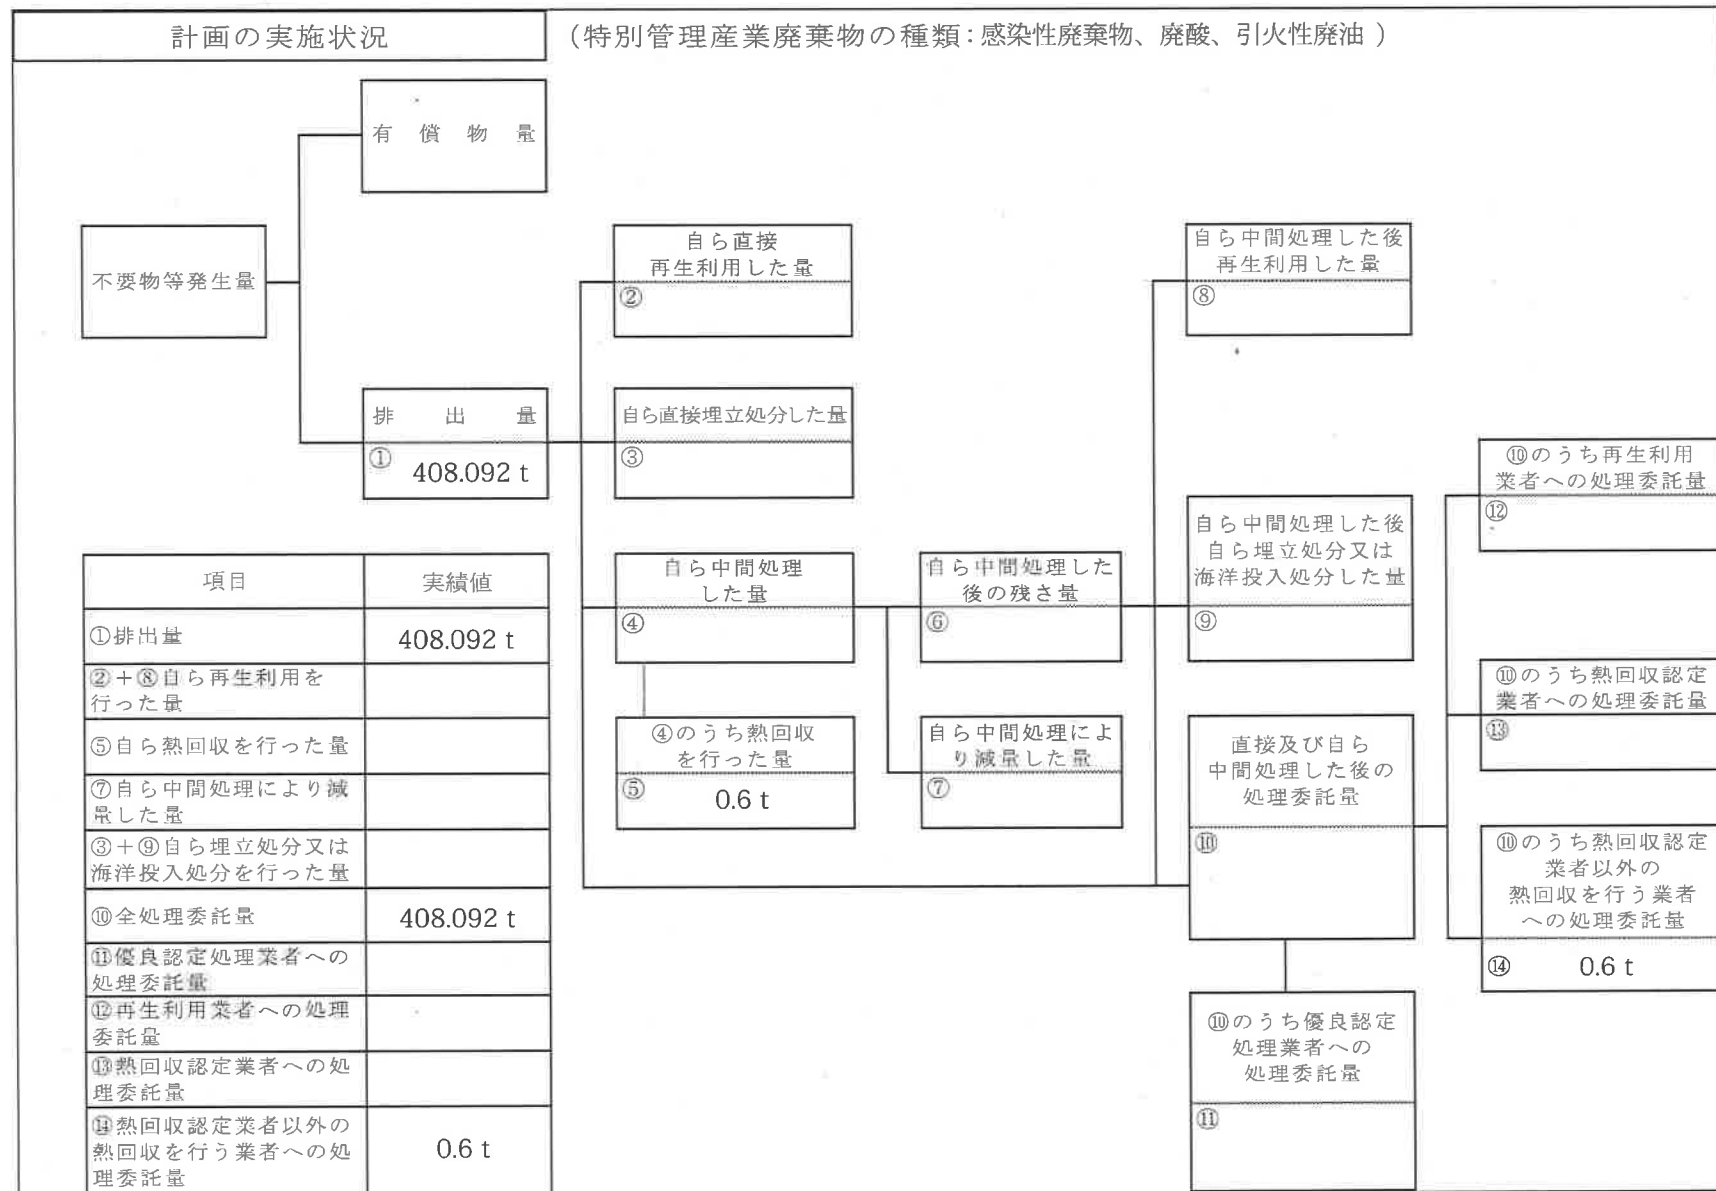 計画の実施状況
(特別管理産業廃棄物の種類:感染性廃棄物、廃酸、引火性廃油 )
有償物量
不要物等発生量
自ら直接
再生利用した量
②
自ら中間処理した後
再生利用した量
⑧
排出量
① 408.092 t
自ら直接埋立処分した量
③
⑩のうち再生利用
業者への処理委託量
⑫
自ら中間処理
した量
④
自ら中間処理した
後の残さ量
⑥
自ら中間処理した後
自ら埋立処分又は
海洋投入処分した量
⑨
⑩のうち熱回収認定
業者への処理委託量
⑬
④のうち熱回収
を行った量
⑤ 0.6 t
自ら中間処理によ
り減量した量
⑦
直接及び自ら
中間処理した後の
処理委託量
⑩
⑩のうち熱回収認定
業者以外の
熱回収を行う業者
への処理委託量
⑭ 0.6 t
⑩のうち優良認定
処理業者への
処理委託量
⑪
項目 実績値
①排出量 408.092 t
②+⑧自ら再生利用を
行った量
⑤自ら熱回収を行った量
⑦自ら中間処理により減
量した量
③+⑨自ら埋立処分又は
海洋投入処分を行った量
⑩全処理委託量 408.092 t
⑪優良認定処理業者への
処理委託量
⑫再生利用業者への処理
委託量
⑬熱回収認定業者への処
理委託量
⑭熱回収認定業者以外の
熱回収を行う業者への処
理委託量
0.6 t